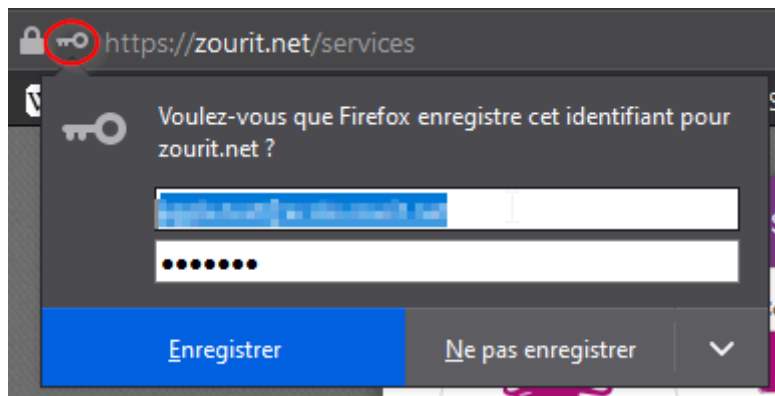 https://zourit.net/services
Voulez-vous que Firefox enregistre cet identifiant pour
zourit.net ?
•••••••
Enregistrer
Ne pas enregistrer